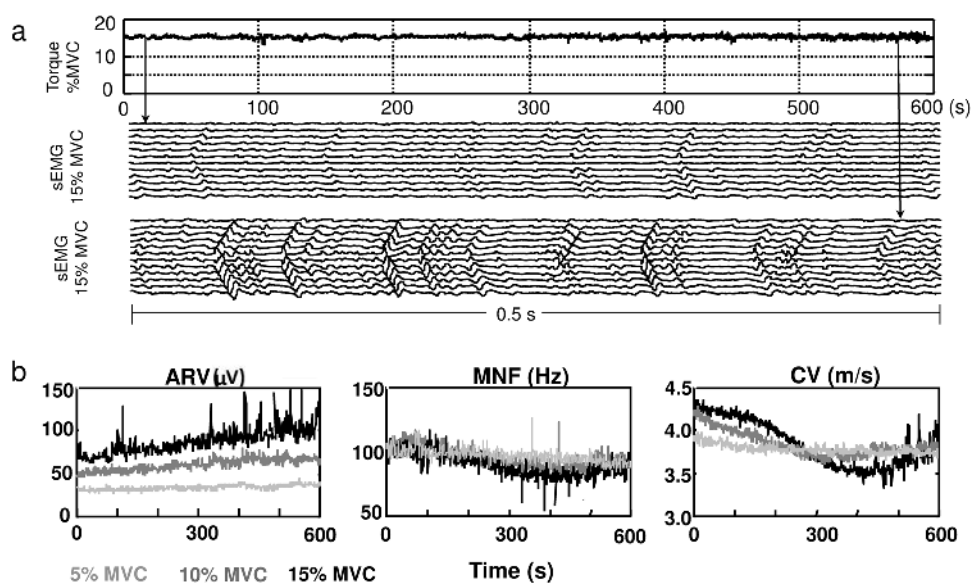 a
Torque
%MVC
20
10
0
0 100 200 300 400 500 600 (s)
sEMG
15% MVC
sEMG
15% MVC
0.5 s
b
ARV(μV)
150
100
50
0
0 300 600
MNF (Hz)
150
100
50
0 300 600
CV (m/s)
4.5
4.0
3.5
3.0
0 300 600
5% MVC 10% MVC 15% MVC
Time (s)